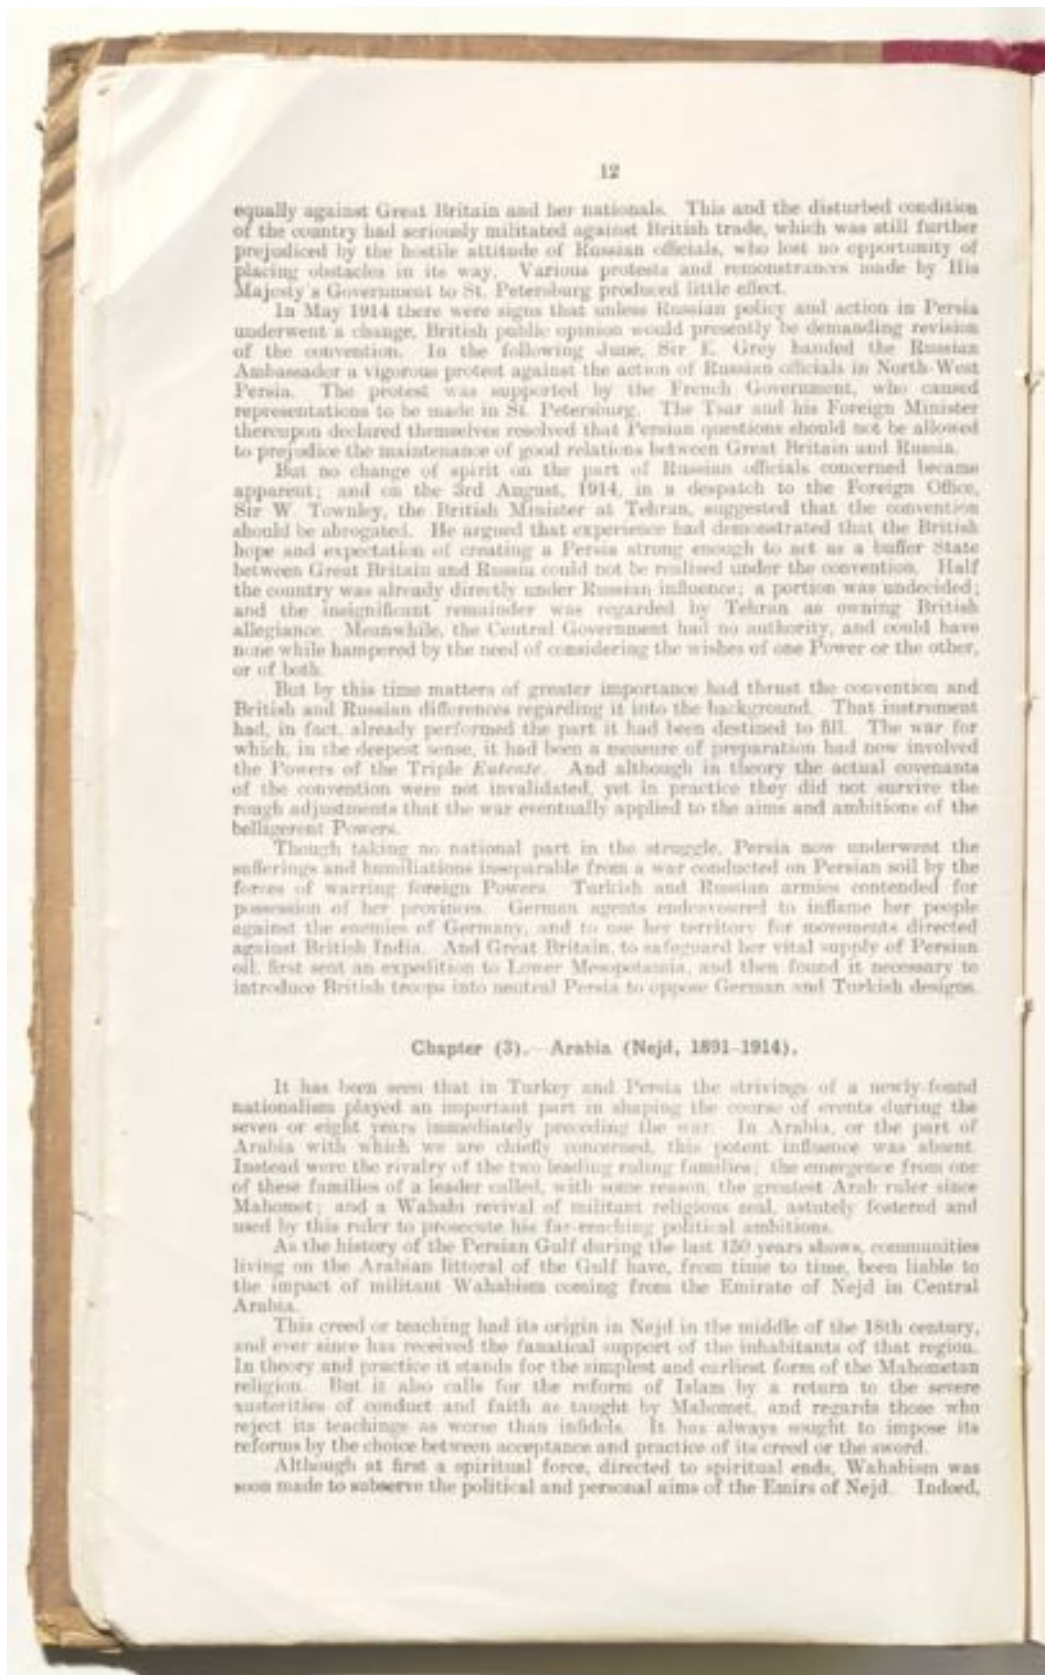 12
equally against Great Britain and her nationals. This and the disturbed condition
of the country had seriously militated against British trade, which was still further
prejudiced by the hostile attitude of Russian officials, who lost no opportunity of
placing obstacles in its way. Various protests and remonstrances made by His
Majesty's Government to St. Petersburg produced little effect.
In May 1914 there were signs that unless Russian policy and action in Persia
underwent a change, British public opinion would presently be demanding revision
of the convention. In the following June, Sir E. Grey handed the Russian
Ambassador a vigorous protest against the action of Russian officials in North-West
Persia. The protest was supported by the French Government, who caused
representations to be made in St. Petersburg. The Tsar and his Foreign Minister
thereupon declared themselves resolved that Persian questions should not be allowed
to prejudice the maintenance of good relations between Great Britain and Russia.
But no change of spirit on the part of Russian officials concerned became
apparent; and on the 3rd August, 1914, in a despatch to the Foreign Office,
Sir W. Townley, the British Minister at Tehran, suggested that the convention
should be abrogated. He argued that experience had demonstrated that the British
hope and expectation of creating a Persia strong enough to act as a buffer State
between Great Britain and Russia could not be realised under the convention. Half
the country was already directly under Russian influence; a portion was undecided;
and the insignificant remainder was regarded by Tehran as owning British
allegiance. Meanwhile, the Central Government had no authority, and could have
none while hampered by the need of considering the wishes of one Power or the other,
or of both.
But by this time matters of greater importance had thrust the convention and
British and Russian differences regarding it into the background. That instrument
had, in fact, already performed the part it had been destined to fill. The war for
which, in the deepest sense, it had been a measure of preparation had now involved
the Powers of the Triple Entente. And although in theory the actual covenants
of the convention were not invalidated, yet in practice they did not survive the
rough adjustments that the war eventually applied to the aims and ambitions of the
belligerent Powers.
Though taking no national part in the struggle, Persia now underwent the
sufferings and humiliations inseparable from a war conducted on Persian soil by the
forces of warring foreign Powers. Turkish and Russian armies contended for
possession of her provinces. German agents endeavoured to inflame her people
against the enemies of Germany, and to use her territory for movements directed
against British India. And Great Britain, to safeguard her vital supply of Persian
oil, first sent an expedition to Lower Mesopotamia, and then found it necessary to
introduce British troops into neutral Persia to oppose German and Turkish designs.
Chapter (3).—Arabia (Nejd, 1891–1914).
It has been seen that in Turkey and Persia the strivings of a newly-found
nationalism played an important part in shaping the course of events during the
seven or eight years immediately preceding the war. In Arabia, or the part of
Arabia with which we are chiefly concerned, this potent influence was absent.
Instead were the rivalry of the two leading ruling families; the emergence from one
of these families of a leader called, with some reason, the greatest Arab ruler since
Mahomet; and a Wahabi revival of militant religious zeal, astutely fostered and
used by this ruler to prosecute his far-reaching political ambitions.
As the history of the Persian Gulf during the last 150 years shows, communities
living on the Arabian littoral of the Gulf have, from time to time, been liable to
the impact of militant Wahabism coming from the Emirate of Nejd in Central
Arabia.
This creed or teaching had its origin in Nejd in the middle of the 18th century,
and ever since has received the fanatical support of the inhabitants of that region.
In theory and practice it stands for the simplest and earliest form of the Mahometan
religion. But it also calls for the reform of Islam by a return to the severe
austerities of conduct and faith as taught by Mahomet, and regards those who
reject its teachings as worse than infidels. It has always sought to impose its
reforms by the choice between acceptance and practice of its creed or the sword.
Although at first a spiritual force, directed to spiritual ends, Wahabism was
soon made to subserve the political and personal aims of the Emirs of Nejd. Indeed,